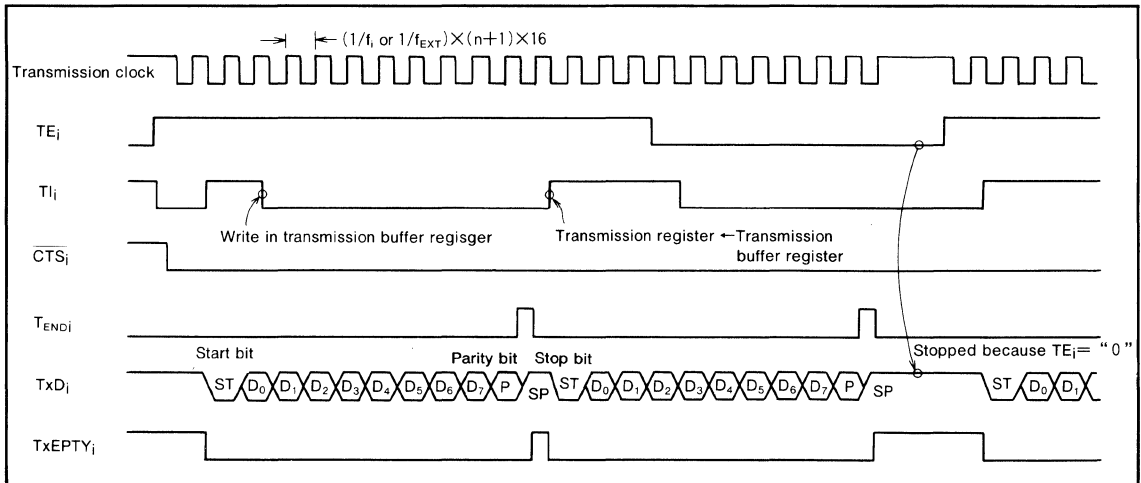 (1/fi or 1/fEXT)×(n+1)×16
Transmission clock
TEi
TIi
Write in transmission buffer regisger
Transmission register ←Transmission
buffer register
CTSi
TENDi
Start bit
Parity bit
Stop bit
Stopped because TEi= “0”
TxDi
ST D0 D1 D2 D3 D4 D5 D6 D7 P SP ST D0 D1 D2 D3 D4 D5 D6 D7 P SP ST D0 D1
TxEPTYi